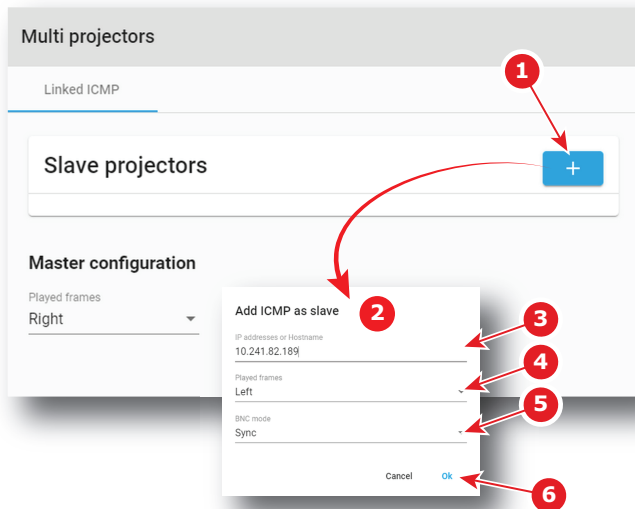 Multi projectors
1
Linked ICMP
Slave projectors
+
Master configuration
Played frames
Right
Add ICMP as slave
2
IP addresses or Hostname
3
10.241.82.189
Played frames
4
Left
BNC mode
5
Sync
Cancel Ok
6